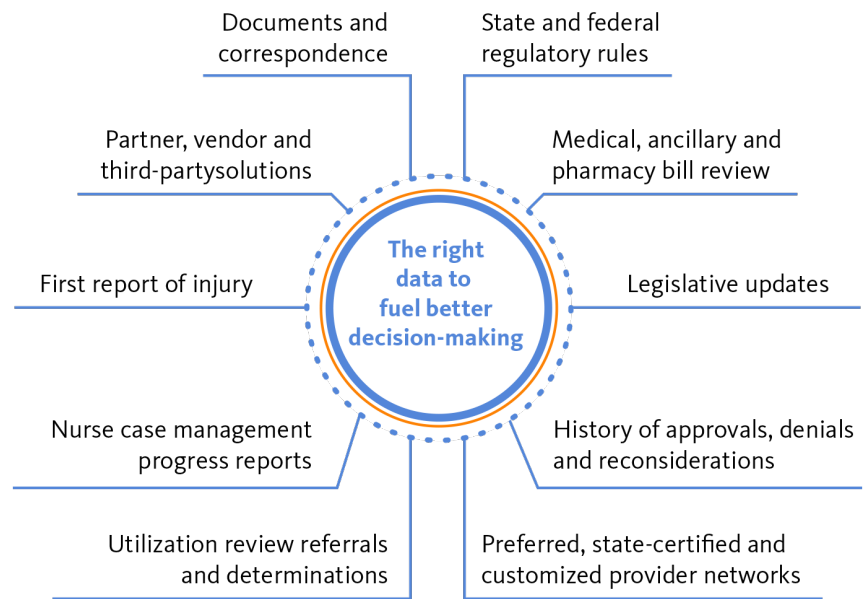 Documents and
correspondence
State and federal
regulatory rules
Partner, vendor and
third-partysolutions
Medical, ancillary and
pharmacy bill review
The right
data to
fuel better
decision-making
First report of injury
Legislative updates
Nurse case management
progress reports
History of approvals, denials
and reconsiderations
Utilization review referrals
and determinations
Preferred, state-certified and
customized provider networks